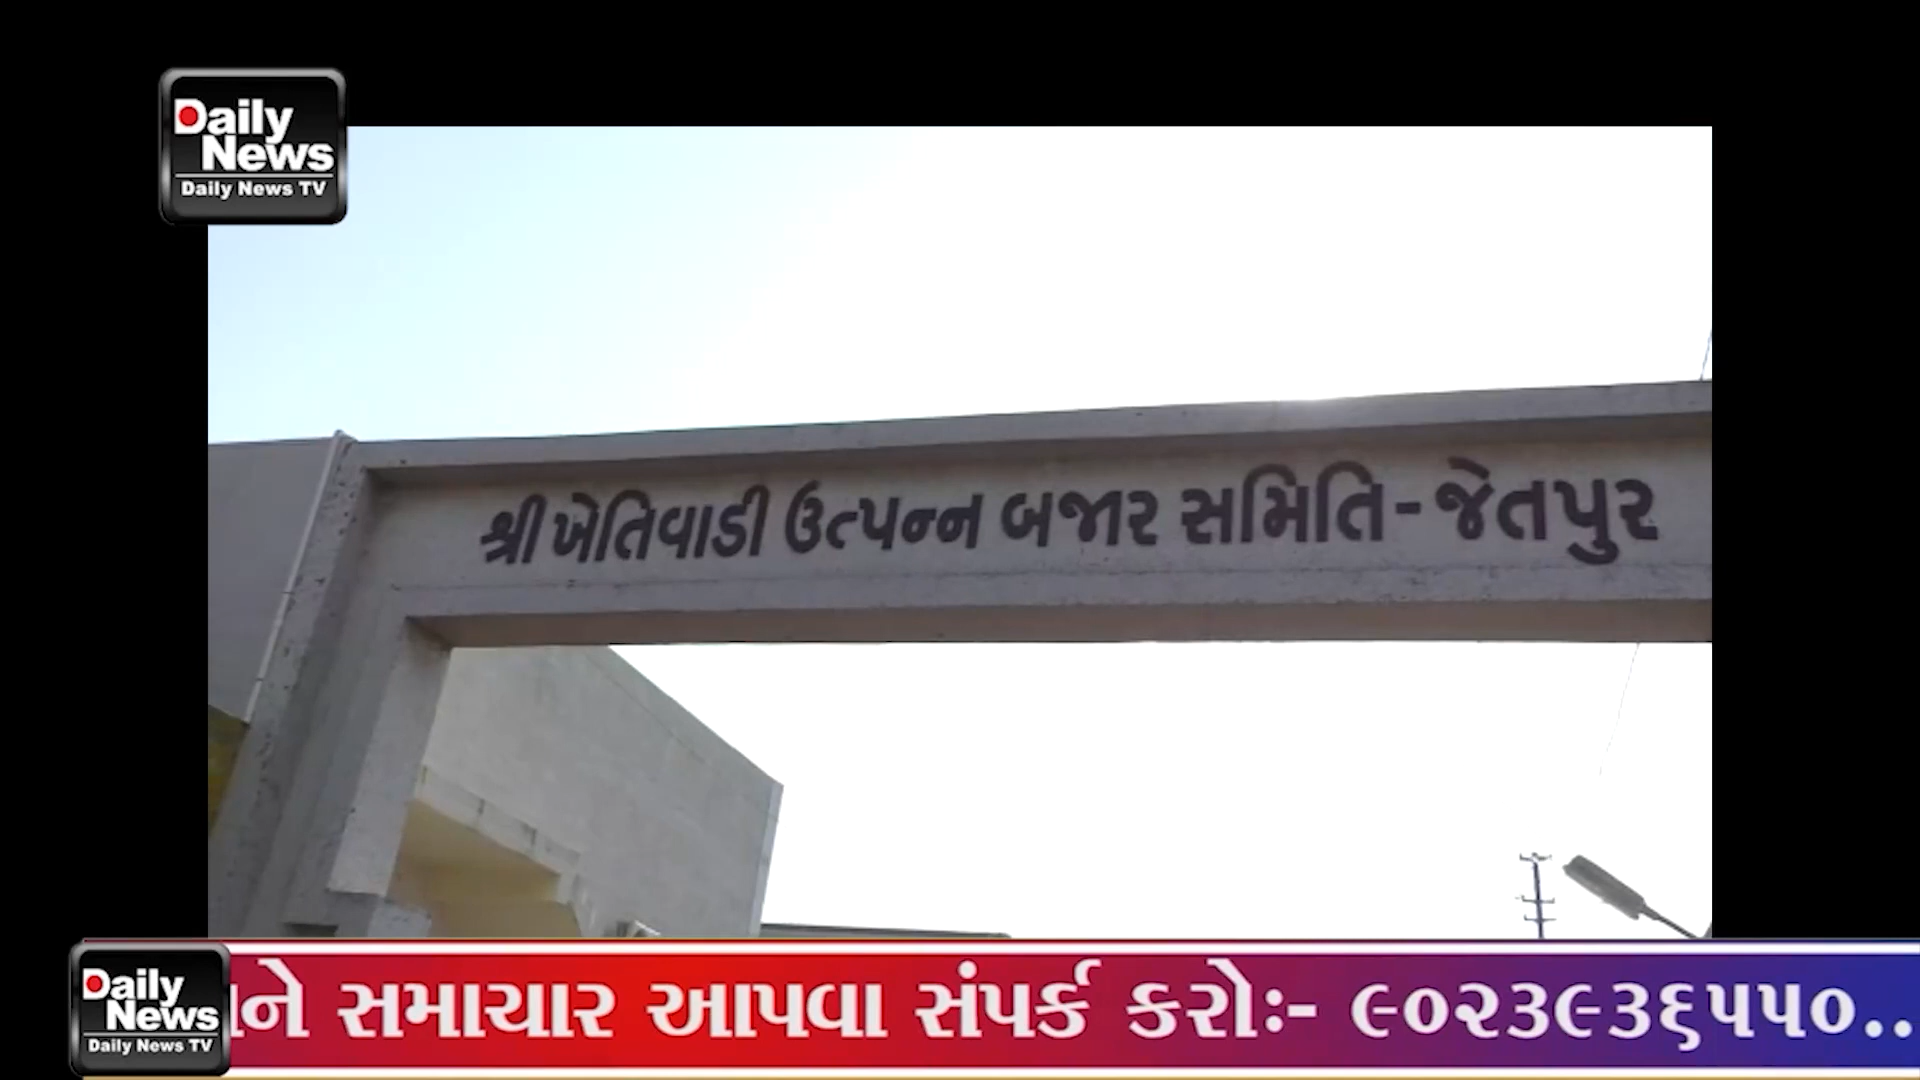 Daily
News
Daily News TV
શ્રી ખેતિવાડી ઉત્પન્ન બજાર સમિતિ-જેતપુર
Daily
News
Daily News TV
સમાચાર આપવા સંપર્ક કરોઃ- ૯૦૨૩૯૩૬૫૫૦..